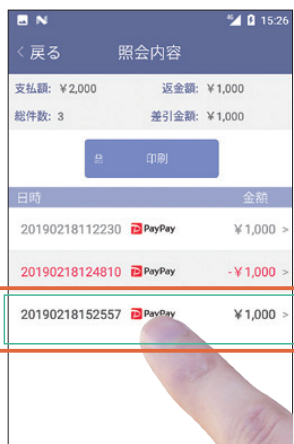 15:26
< 戻る 照会内容
支払額: ¥2,000 返金額: ¥1,000
総件数: 3 差引金額: ¥1,000
印刷
日時 金額
20190218112230 PayPay ¥1,000 >
20190218124810 PayPay -¥1,000 >
20190218152557 PayPay ¥1,000 >